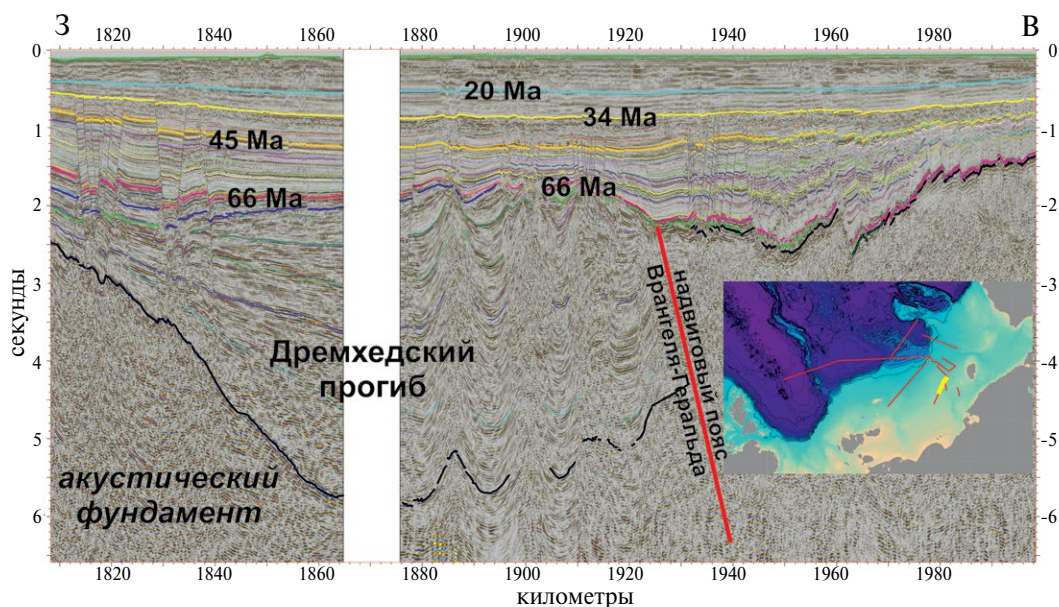 З
В
1820 1840 1860 1880 1900 1920 1940 1960 1980
0
1
2
3
4
5
6
секунды
20 Ma
34 Ma
45 Ma
66 Ma
66 Ma
Дремхедский
прогиб
надвиговый пояс
Врангеля-Геральда
акустический
фундамент
-0
-1
-2
-3
-4
-5
-6
1820 1840 1860 1880 1900 1920 1940 1960 1980
километры